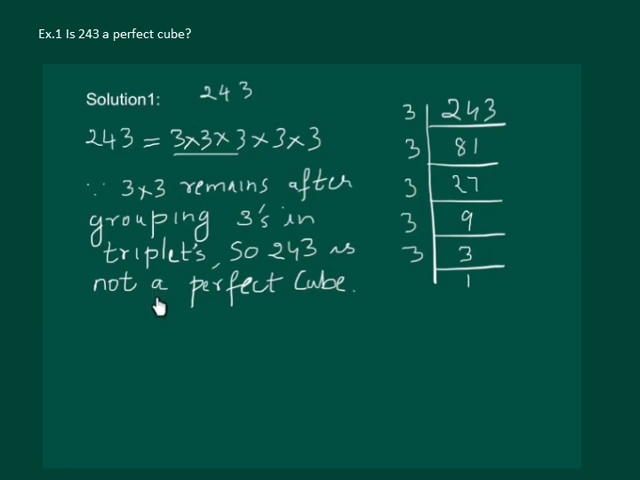 Ex.1 Is 243 a perfect cube?
Solution1: 243
243 = 3×3×3×3×3
∵ 3×3 remains after
grouping 3's in
triplet's, So 243 is
not a perfect Cube.
3 | 243
3 | 81
3 | 27
3 | 9
3 | 3
1